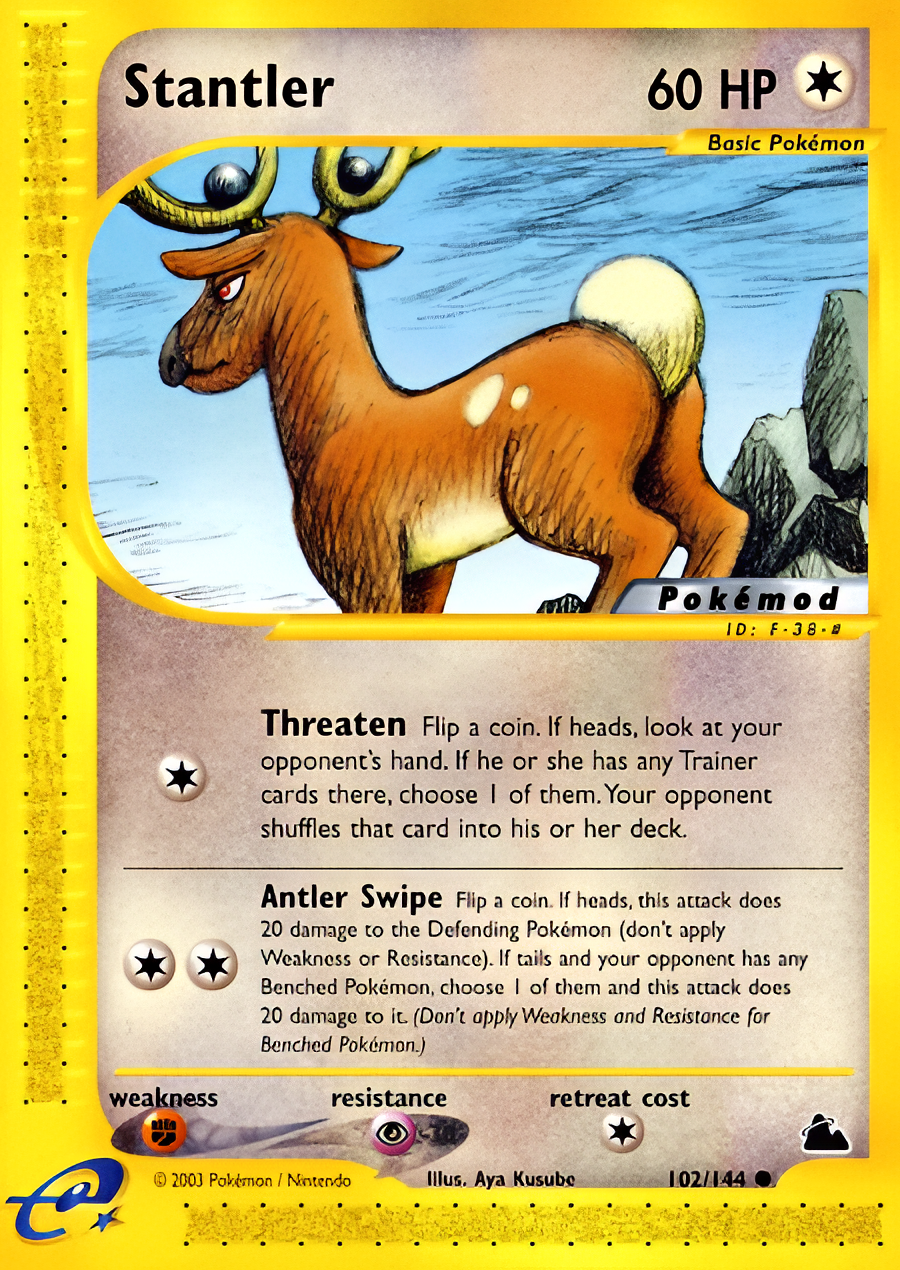 Stantler 60 HP
Basic Pokémon
Pokémod
ID: F-38-
Threaten Flip a coin. If heads, look at your
opponent's hand. If he or she has any Trainer
cards there, choose 1 of them. Your opponent
shuffles that card into his or her deck.
Antler Swipe Flip a coin. If heads, this attack does
20 damage to the Defending Pokémon (don't apply
Weakness or Resistance). If tails and your opponent has any
Benched Pokémon, choose 1 of them and this attack does
20 damage to it. (Don't apply Weakness and Resistance for
Benched Pokémon.)
weakness resistance retreat cost
© 2003 Pokémon / Nintendo Illus. Aya Kusube 102/144
e